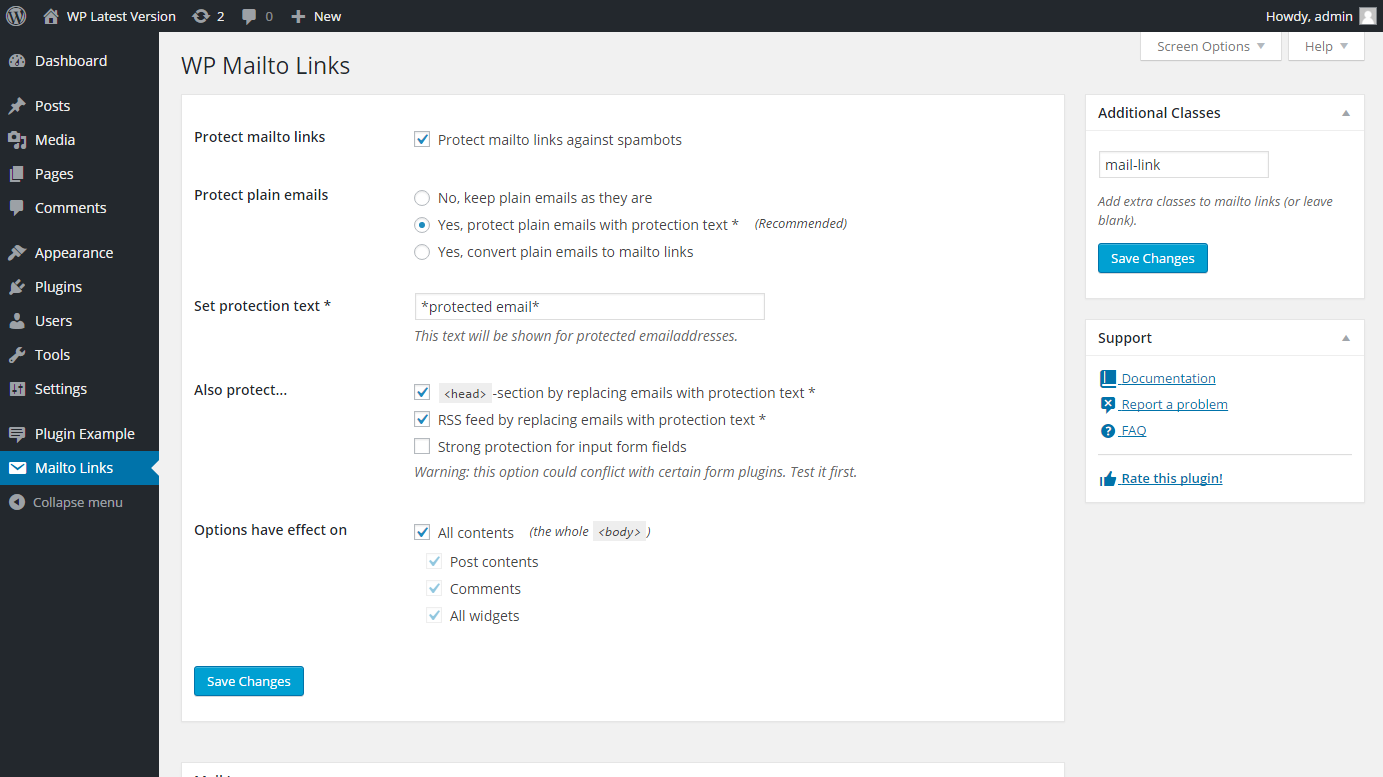 WP Latest Version 2 0 New Howdy, admin
Screen Options Help
Dashboard
Posts
Media
Pages
Comments
Appearance
Plugins
Users
Tools
Settings
Plugin Example
Mailto Links
Collapse menu
WP Mailto Links
Protect mailto links
Protect mailto links against spambots
Protect plain emails
No, keep plain emails as they are
Yes, protect plain emails with protection text * (Recommended)
Yes, convert plain emails to mailto links
Set protection text *
*protected email*
This text will be shown for protected emailaddresses.
Also protect...
<head> -section by replacing emails with protection text *
RSS feed by replacing emails with protection text *
Strong protection for input form fields
Warning: this option could conflict with certain form plugins. Test it first.
Options have effect on
All contents (the whole <body> )
Post contents
Comments
All widgets
Save Changes
Additional Classes
mail-link
Add extra classes to mailto links (or leave
blank).
Save Changes
Support
Documentation
Report a problem
FAQ
Rate this plugin!